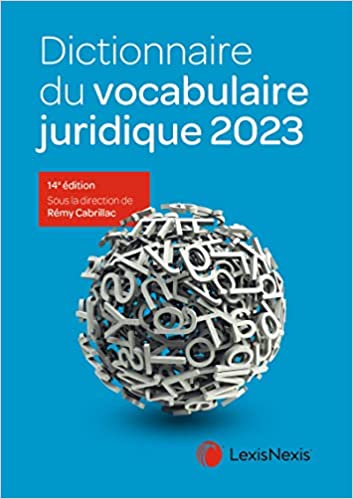 Dictionnaire
du vocabulaire
juridique 2023
14e édition
Sous la direction de
Rémy Cabrillac
LexisNexis®